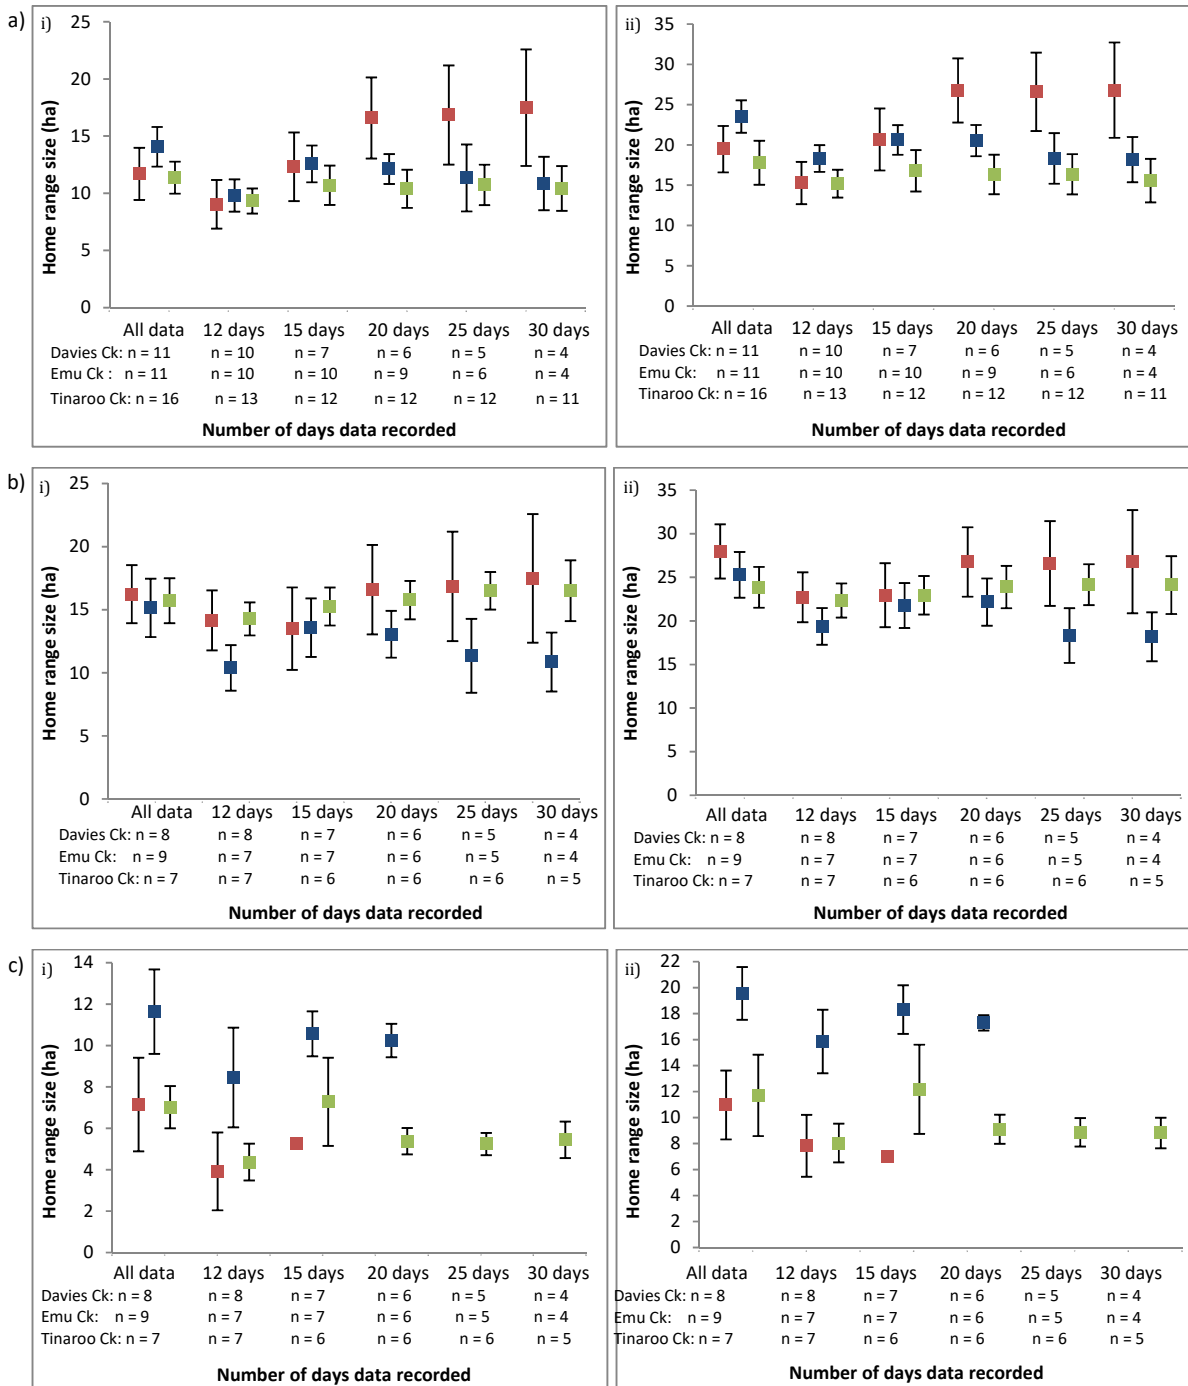 a)
i)
Home range size (ha)
25
20
15
10
5
0
All data 12 days 15 days 20 days 25 days 30 days
Davies Ck: n = 11 n = 10 n = 7 n = 6 n = 5 n = 4
Emu Ck : n = 11 n = 10 n = 10 n = 9 n = 6 n = 4
Tinaroo Ck: n = 16 n = 13 n = 12 n = 12 n = 12 n = 11
Number of days data recorded
ii)
Home range size (ha)
35
30
25
20
15
10
5
0
All data 12 days 15 days 20 days 25 days 30 days
Davies Ck: n = 11 n = 10 n = 7 n = 6 n = 5 n = 4
Emu Ck: n = 11 n = 10 n = 10 n = 9 n = 6 n = 4
Tinaroo Ck: n = 16 n = 13 n = 12 n = 12 n = 12 n = 11
Number of days data recorded
b)
i)
Home range size (ha)
25
20
15
10
5
0
All data 12 days 15 days 20 days 25 days 30 days
Davies Ck: n = 8 n = 8 n = 7 n = 6 n = 5 n = 4
Emu Ck: n = 9 n = 7 n = 7 n = 6 n = 5 n = 4
Tinaroo Ck: n = 7 n = 7 n = 6 n = 6 n = 6 n = 5
Number of days data recorded
ii)
Home range size (ha)
35
30
25
20
15
10
5
0
All data 12 days 15 days 20 days 25 days 30 days
Davies Ck: n = 8 n = 8 n = 7 n = 6 n = 5 n = 4
Emu Ck: n = 9 n = 7 n = 7 n = 6 n = 5 n = 4
Tinaroo Ck: n = 7 n = 7 n = 6 n = 6 n = 6 n = 5
Number of days data recorded
c)
i)
Home range size (ha)
14
12
10
8
6
4
2
0
All data 12 days 15 days 20 days 25 days 30 days
Davies Ck: n = 8 n = 8 n = 7 n = 6 n = 5 n = 4
Emu Ck: n = 9 n = 7 n = 7 n = 6 n = 5 n = 4
Tinaroo Ck: n = 7 n = 7 n = 6 n = 6 n = 6 n = 5
Number of days data recorded
ii)
Home range size (ha)
22
20
18
16
14
12
10
8
6
4
2
0
All data 12 days 15 days 20 days 25 days 30 days
Davies Ck: n = 8 n = 8 n = 7 n = 6 n = 5 n = 4
Emu Ck: n = 9 n = 7 n = 7 n = 6 n = 5 n = 4
Tinaroo Ck: n = 7 n = 7 n = 6 n = 6 n = 6 n = 5
Number of days data recorded